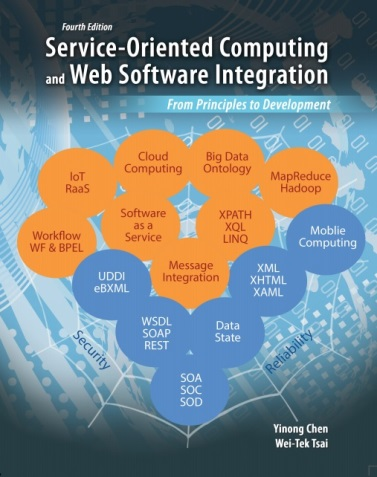 Fourth Edition
Service-Oriented Computing
and Web Software Integration
From Principles to Development
Cloud
Computing
Big Data
Ontology
IoT
RaaS
MapReduce
Hadoop
Software
as a
Service
XPATH
XQL
LINQ
Workflow
WF & BPEL
Moblie
Computing
Message
Integration
UDDI
eBXML
XML
XHTML
XAML
WSDL
SOAP
REST
Data
State
Security
Reliability
SOA
SOC
SOD
Yinong Chen
Wei-Tek Tsai